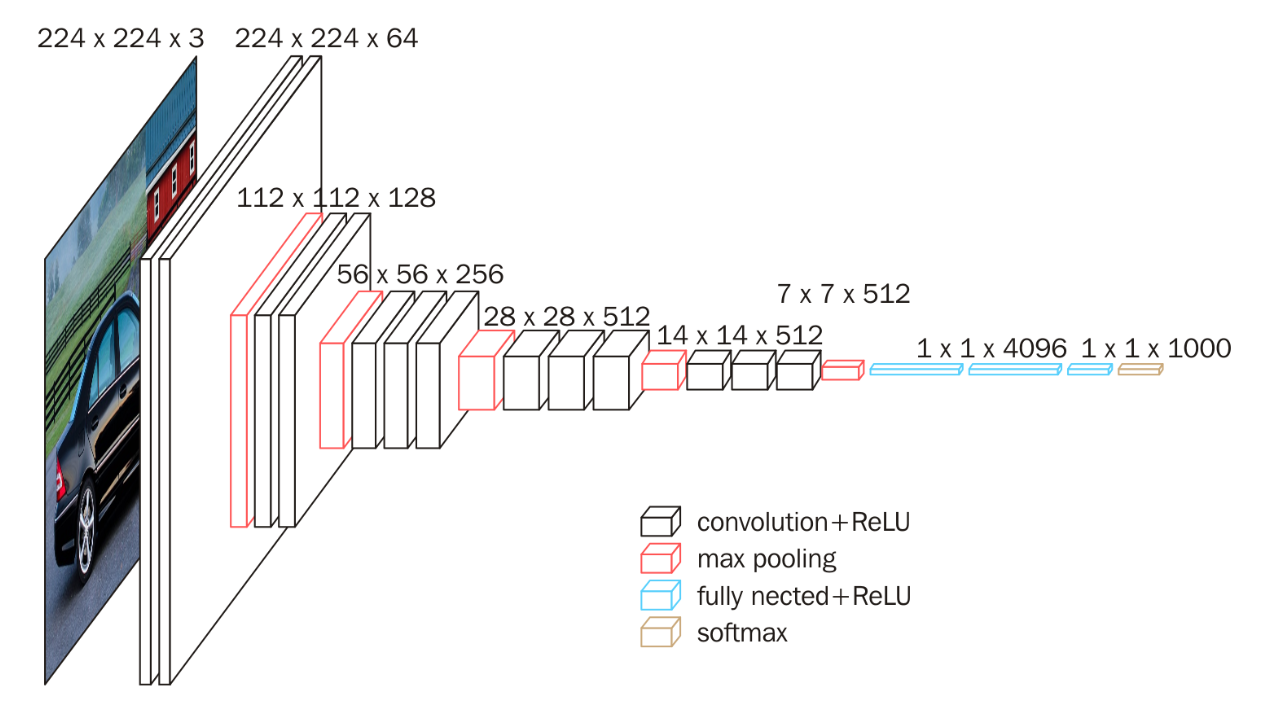 224 x 224 x 3
224 x 224 x 64
112 x 112 x 128
56 x 56 x 256
28 x 28 x 512
14 x 14 x 512
7 x 7 x 512
1 x 1 x 4096
1 x 1 x 1000
convolution+ReLU
max pooling
fully nected+ReLU
softmax